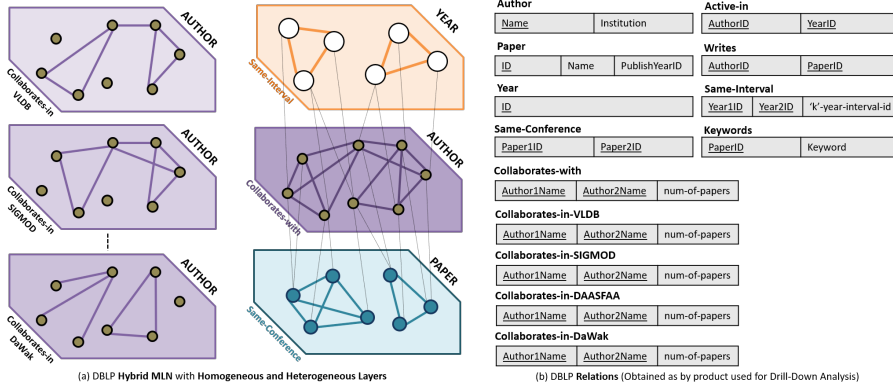 AUTHOR
Collaborates-in
VLDB
AUTHOR
Collaborates-in
SIGMOD
AUTHOR
Collaborates-in
DaWak
YEAR
Same-Interval
AUTHOR
Collaborates-with
PAPER
Same-Conference
(a) DBLP Hybrid MLN with Homogeneous and Heterogeneous Layers
Author
Name Institution
Active-in
AuthorID YearID
Paper
ID Name PublishYearID
Writes
AuthorID PaperID
Year
ID
Same-Interval
Year1ID Year2ID 'k'-year-interval-id
Same-Conference
Paper1ID Paper2ID
Keywords
PaperID Keyword
Collaborates-with
Author1Name Author2Name num-of-papers
Collaborates-in-VLDB
Author1Name Author2Name num-of-papers
Collaborates-in-SIGMOD
Author1Name Author2Name num-of-papers
Collaborates-in-DAASFAA
Author1Name Author2Name num-of-papers
Collaborates-in-DaWak
Author1Name Author2Name num-of-papers
(b) DBLP Relations (Obtained as by product used for Drill-Down Analysis)